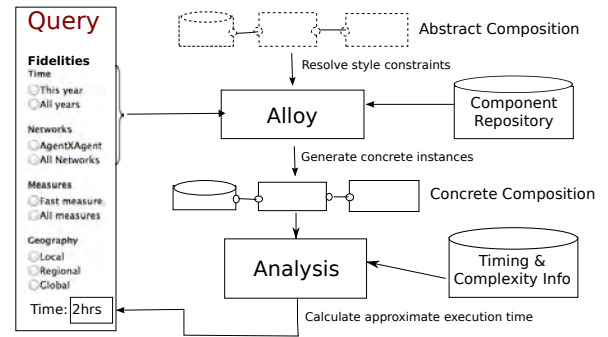 Query
Fidelities
Time
This year
All years
Networks
AgentXAgent
All Networks
Measures
Fast measure
All measures
Geography
Local
Regional
Global
Time: 2hrs
Abstract Composition
Resolve style constraints
Alloy
Component
Repository
Generate concrete instances
Concrete Composition
Analysis
Timing &
Complexity Info
Calculate approximate execution time